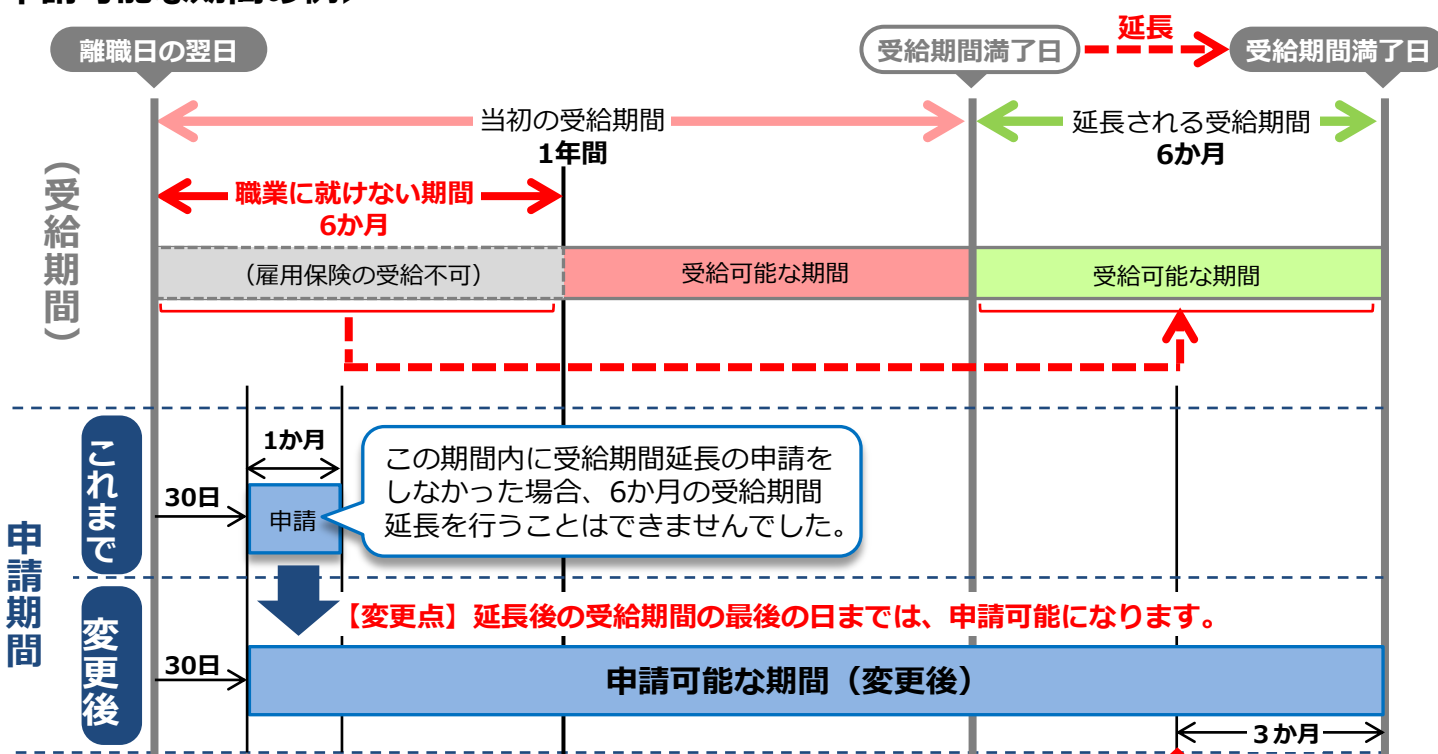 離職日の翌日
受給期間満了日
延長
受給期間満了日
当初の受給期間
1年間
延長される受給期間
6か月
職業に就けない期間
6か月
(受給期間)
(雇用保険の受給不可)
受給可能な期間
受給可能な期間
申請期間
これまで
30日
1か月
申請
この期間内に受給期間延長の申請を
しなかった場合、6か月の受給期間
延長を行うことはできませんでした。
変更後
【変更点】延長後の受給期間の最後の日までは、申請可能になります。
30日
申請可能な期間(変更後)
3か月